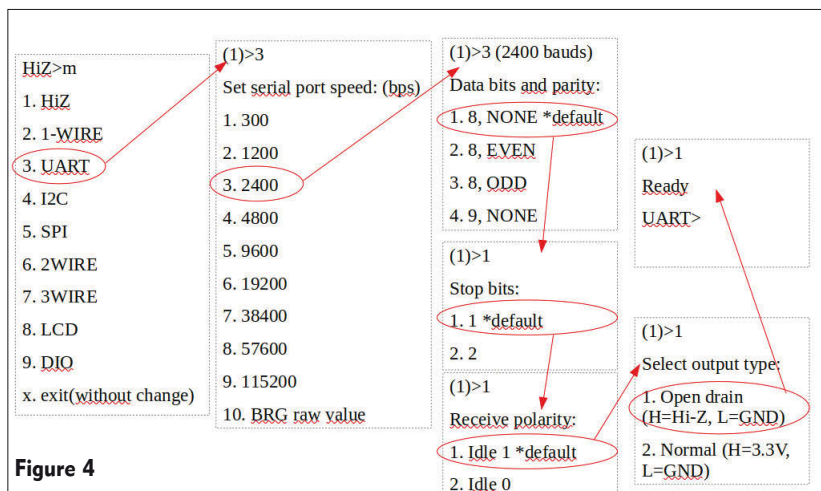 HiZ>m
1. HiZ
2. 1-WIRE
3. UART
4. I2C
5. SPI
6. 2WIRE
7. 3WIRE
8. LCD
9. DIO
x. exit(without change)
(1)>3
Set serial port speed: (bps)
1. 300
2. 1200
3. 2400
4. 4800
5. 9600
6. 19200
7. 38400
8. 57600
9. 115200
10. BRG raw value
(1)>3 (2400 bauds)
Data bits and parity:
1. 8, NONE *default
2. 8, EVEN
3. 8, ODD
4. 9, NONE
(1)>1
Stop bits:
1. 1 *default
2. 2
(1)>1
Receive polarity:
1. Idle 1 *default
2. Idle 0
(1)>1
Select output type:
1. Open drain
(H=Hi-Z, L=GND)
2. Normal (H=3.3V,
L=GND)
(1)>1
Ready
UART>
Figure 4